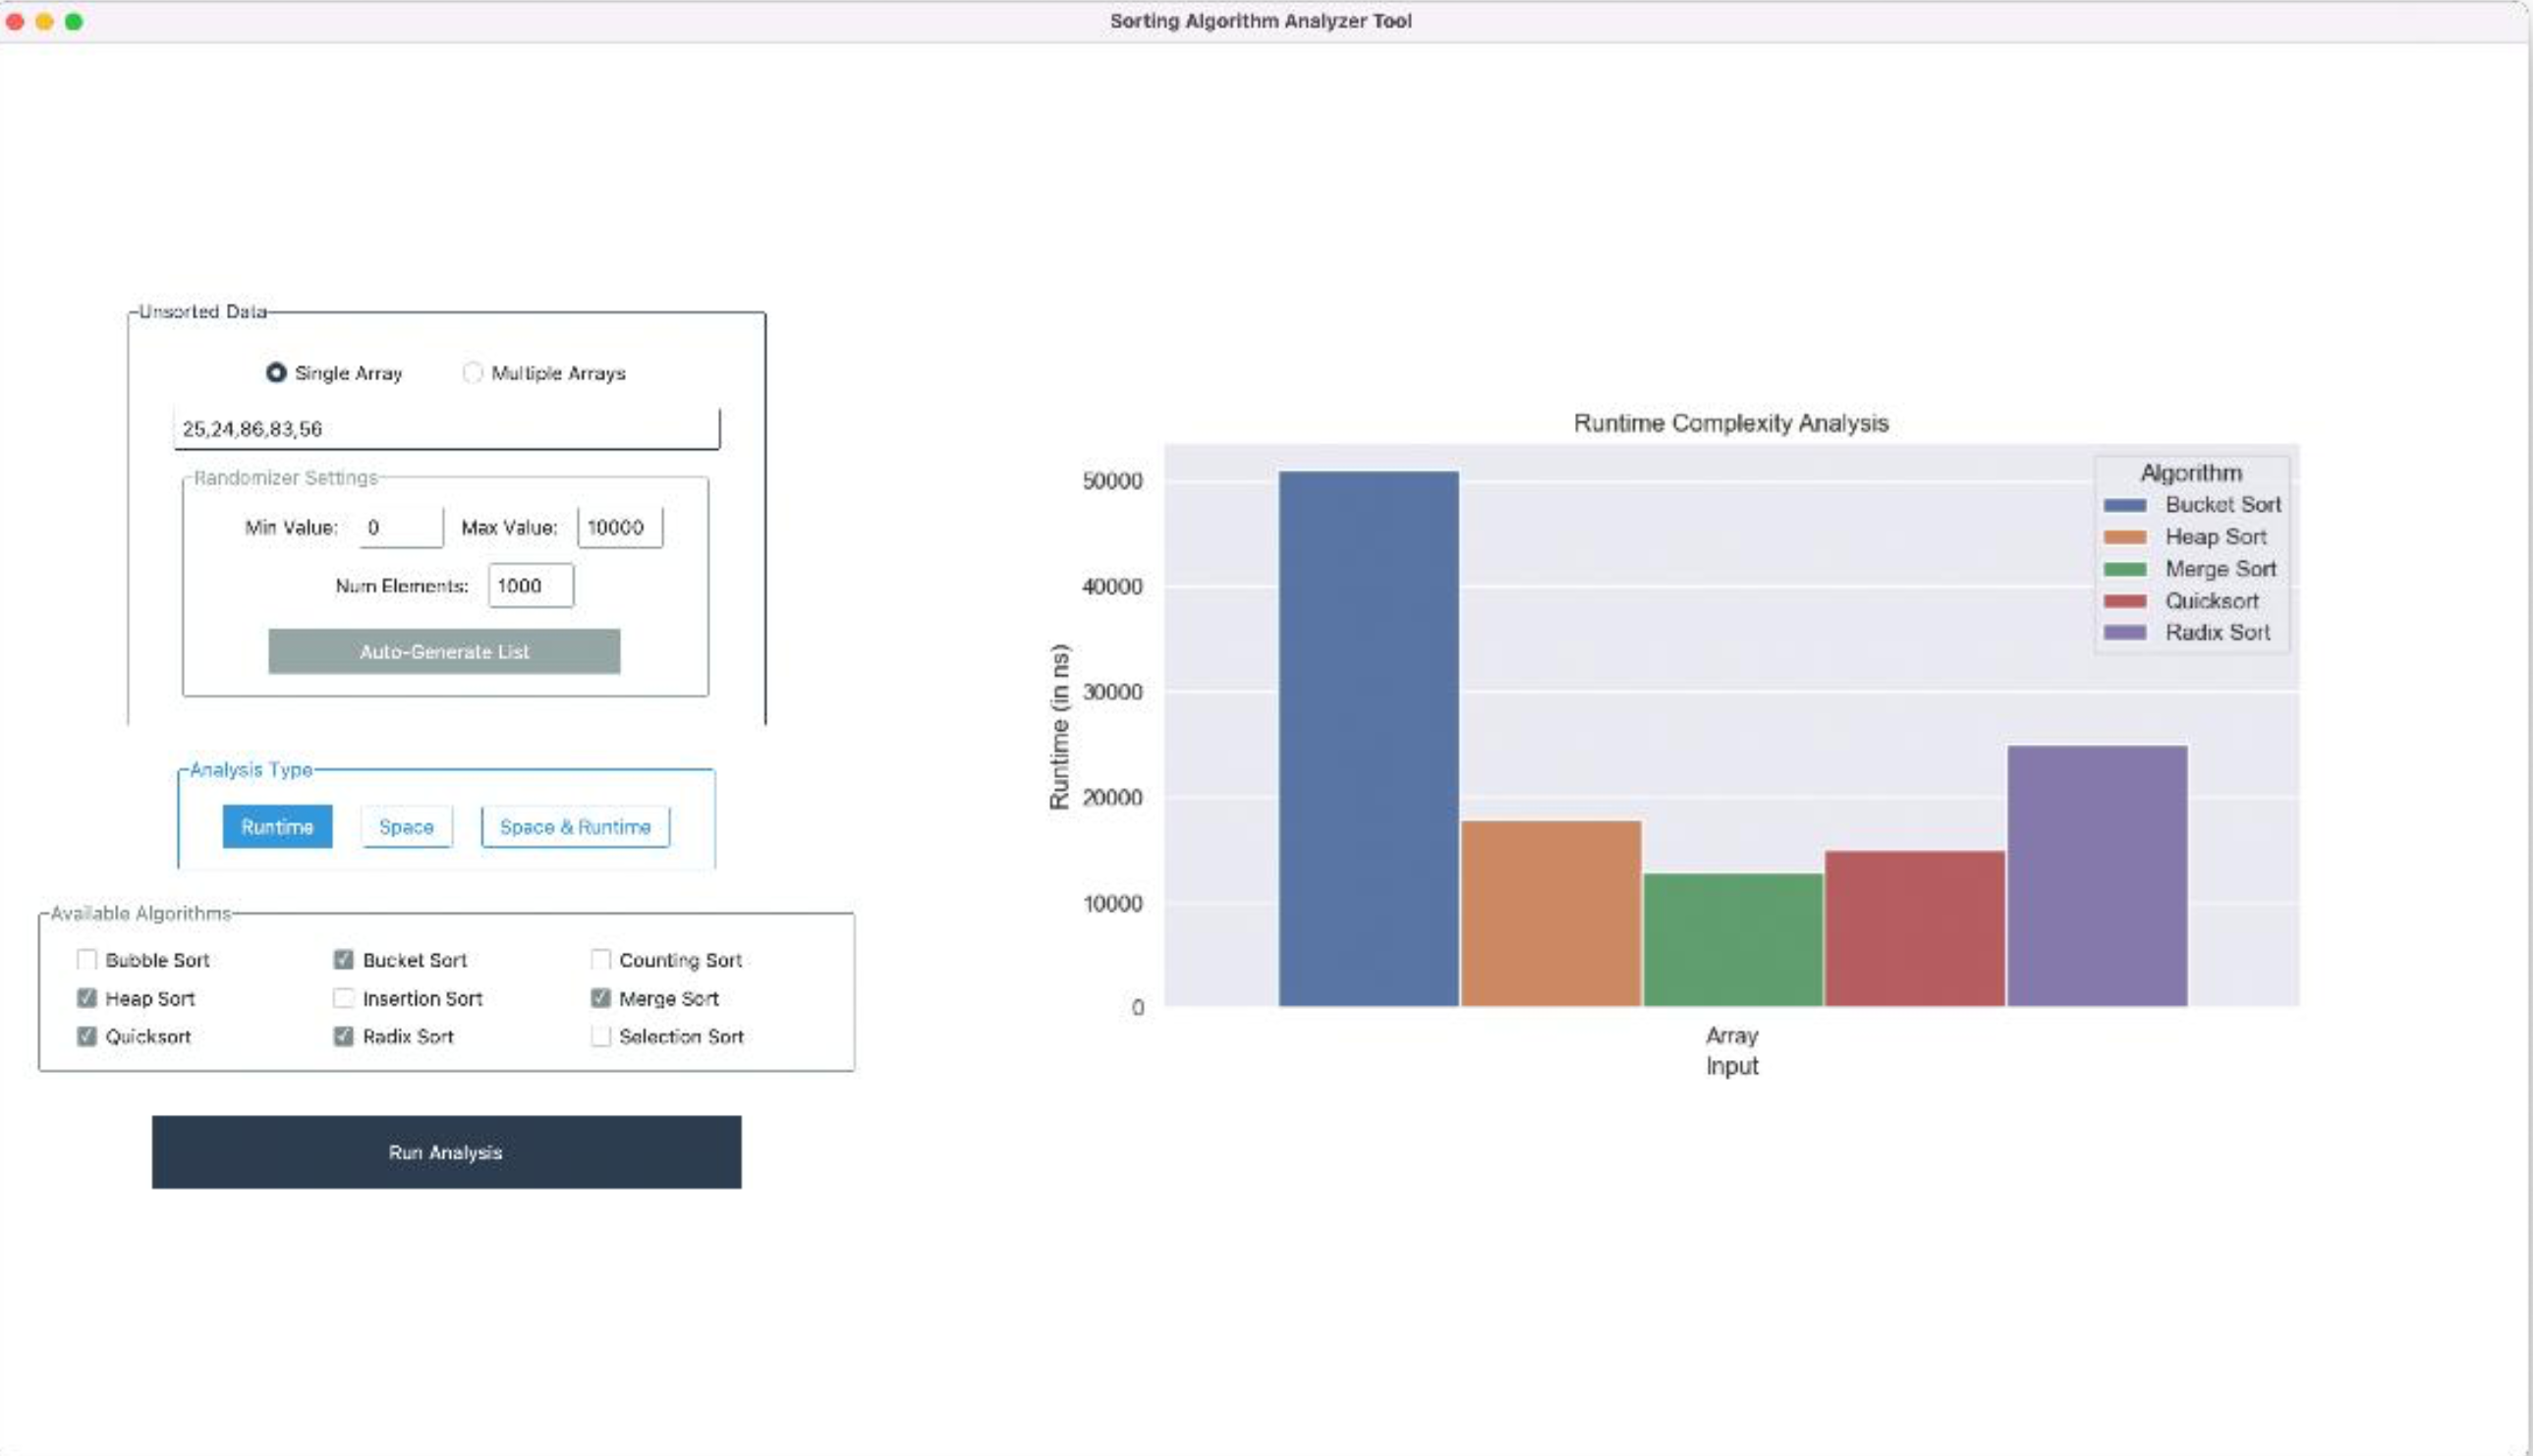 Sorting Algorithm Analyzer Tool
Unsorted Data
Single Array Multiple Arrays
25,24,86,83,56
Randomizer Settings
Min Value: 0 Max Value: 10000
Num Elements: 1000
Auto-Generate List
Analysis Type
Runtime Space Space & Runtime
Available Algorithms
Bubble Sort Bucket Sort Counting Sort
Heap Sort Insertion Sort Merge Sort
Quicksort Radix Sort Selection Sort
Run Analysis
Runtime Complexity Analysis
Runtime (in ns)
50000
40000
30000
20000
10000
0
Algorithm
Bucket Sort
Heap Sort
Merge Sort
Quicksort
Radix Sort
Array
Input